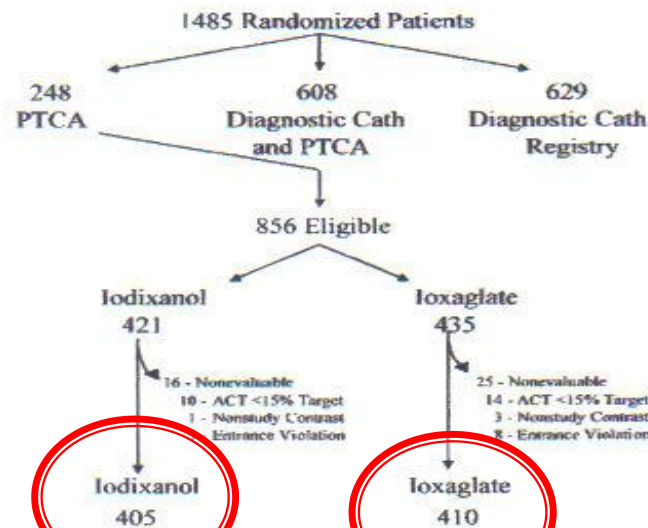 1485 Randomized Patients
248
PTCA
608
Diagnostic Cath
and PTCA
629
Diagnostic Cath
Registry
856 Eligible
Iodixanol
421
Ioxaglate
435
16 - Nonevaluable
10 - ACT <15% Target
1 - Nonstudy Contrast
Entrance Violation
25 - Nonevaluable
14 - ACT <15% Target
3 - Nonstudy Contrast
8 - Entrance Violation
Iodixanol
405
Ioxaglate
410